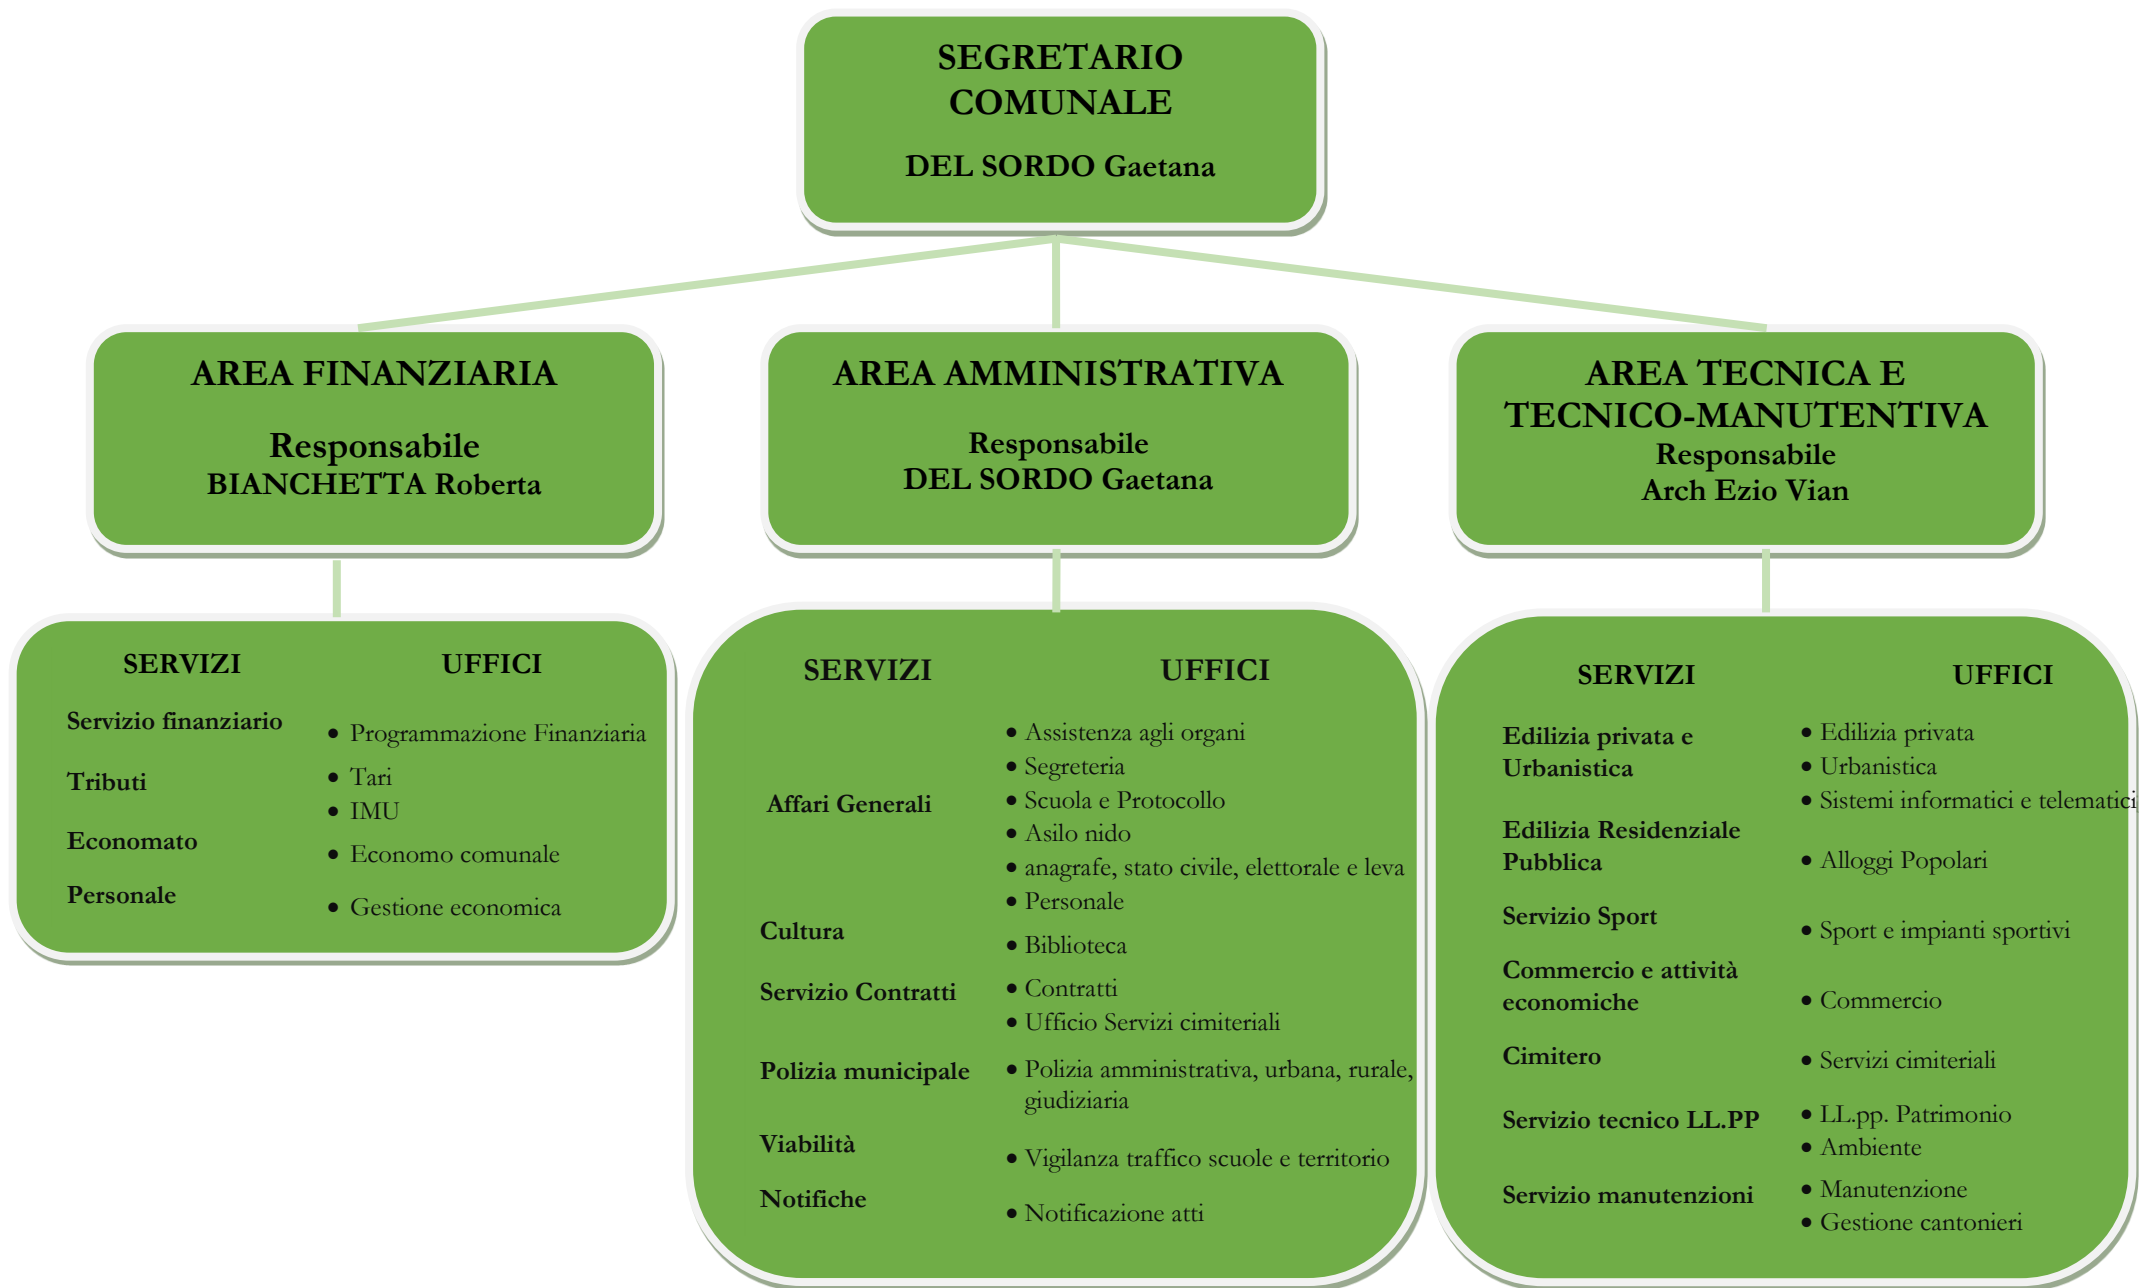 SEGRETARIO
COMUNALE
DEL SORDO Gaetana
AREA FINANZIARIA
Responsabile
BIANCHETTA Roberta
AREA AMMINISTRATIVA
Responsabile
DEL SORDO Gaetana
AREA TECNICA E
TECNICO-MANUTENTIVA
Responsabile
Arch Ezio Vian
SERVIZI
UFFICI
Servizio finanziario
• Programmazione Finanziaria
Tributi
• Tari
• IMU
Economato
• Economo comunale
Personale
• Gestione economica
SERVIZI
UFFICI
Affari Generali
• Assistenza agli organi
• Segreteria
• Scuola e Protocollo
• Asilo nido
• anagrafe, stato civile, elettorale e leva
• Personale
Cultura
• Biblioteca
Servizio Contratti
• Contratti
• Ufficio Servizi cimiteriali
Polizia municipale
• Polizia amministrativa, urbana, rurale,
giudiziaria
Viabilità
• Vigilanza traffico scuole e territorio
Notifiche
• Notificazione atti
SERVIZI
UFFICI
Edilizia privata e
Urbanistica
• Edilizia privata
• Urbanistica
• Sistemi informatici e telematici
Edilizia Residenziale
Pubblica
• Alloggi Popolari
Servizio Sport
• Sport e impianti sportivi
Commercio e attività
economiche
• Commercio
Cimitero
• Servizi cimiteriali
Servizio tecnico LL.PP
• LL.pp. Patrimonio
• Ambiente
Servizio manutenzioni
• Manutenzione
• Gestione cantonieri